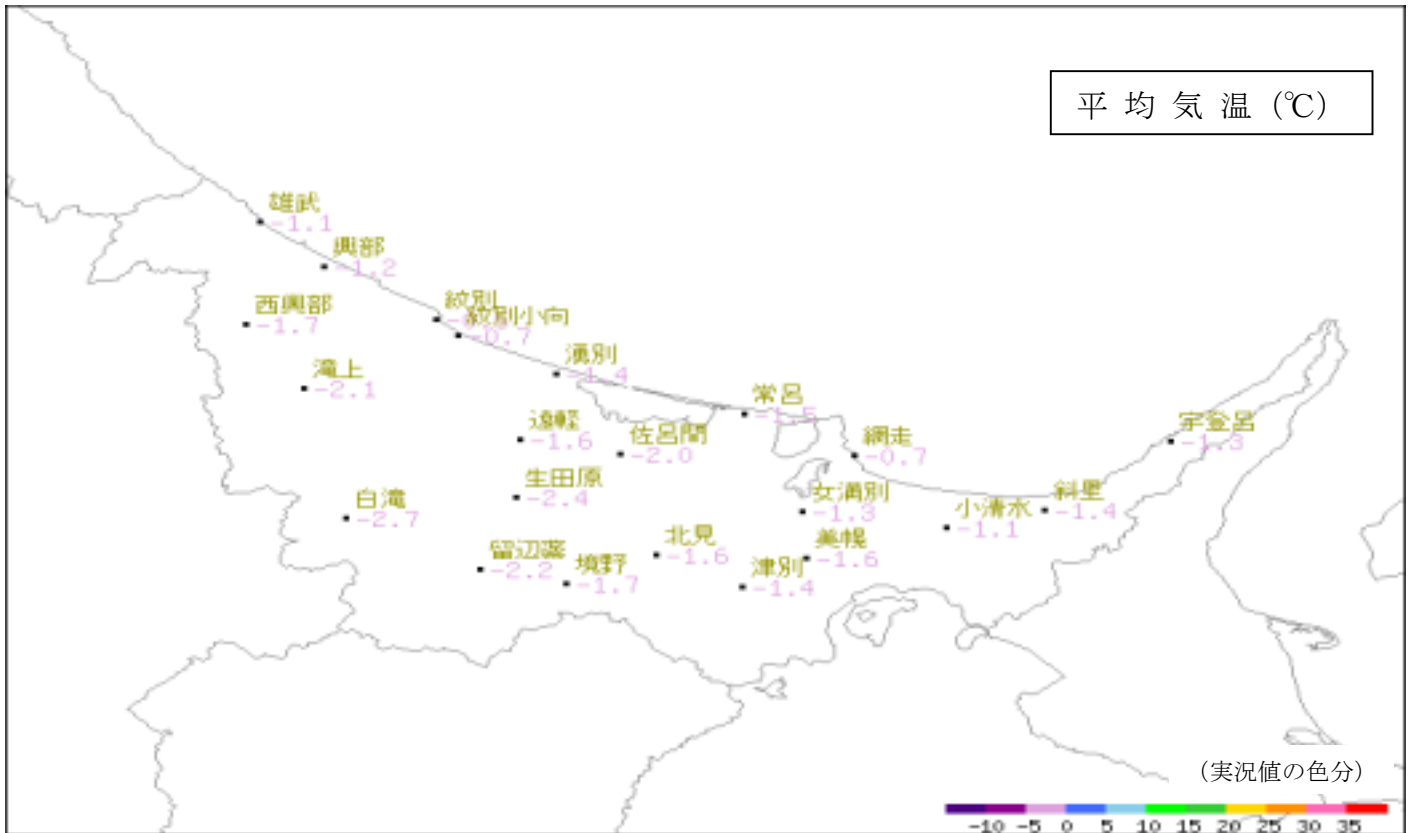 平 均 気 温 (℃)
雄武
-1.1
興部
-1.2
西興部
-1.7
紋別
紋別小向
-0.7
滝上
-2.1
湧別
-1.4
常呂
-1.5
遠軽
-1.6
佐呂間
-2.0
網走
-0.7
宇登呂
-1.3
生田原
-2.4
白滝
-2.7
女満別
-1.3
小清水
-1.1
斜里
-1.4
留辺蘂
-2.2
境野
-1.7
北見
-1.6
美幌
-1.6
津別
-1.4
(実況値の色分)
-10 -5 0 5 10 15 20 25 30 35